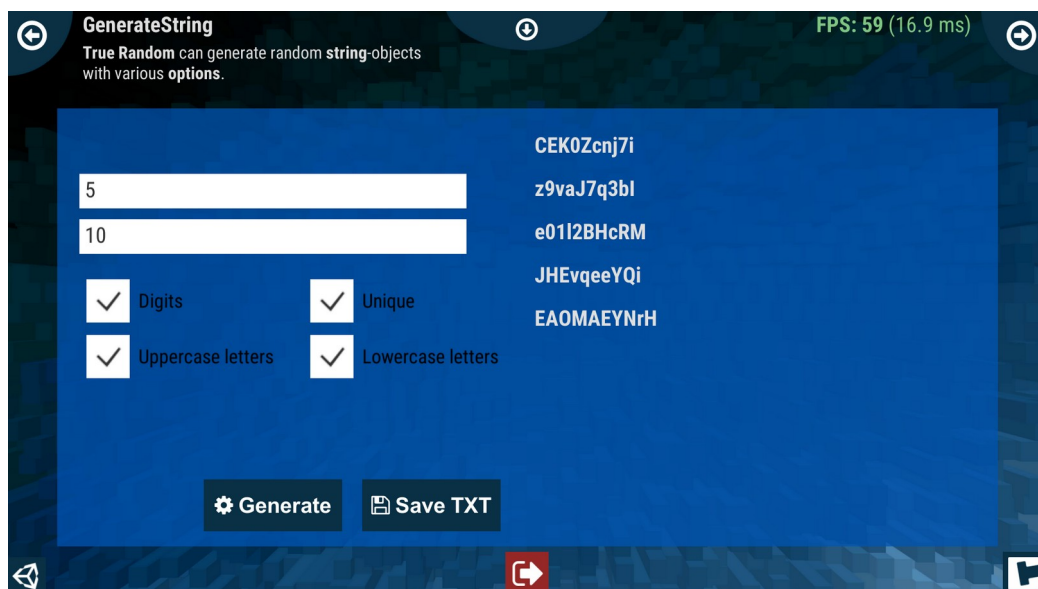 GenerateString
FPS: 59 (16.9 ms)
True Random can generate random string-objects
with various options.
5
10
Digits
Unique
Uppercase letters
Lowercase letters
CEK0Zcnj7i
z9vaJ7q3bI
e01l2BHcRM
JHEvqeeYQi
EAOMAEYNrH
Generate
Save TXT